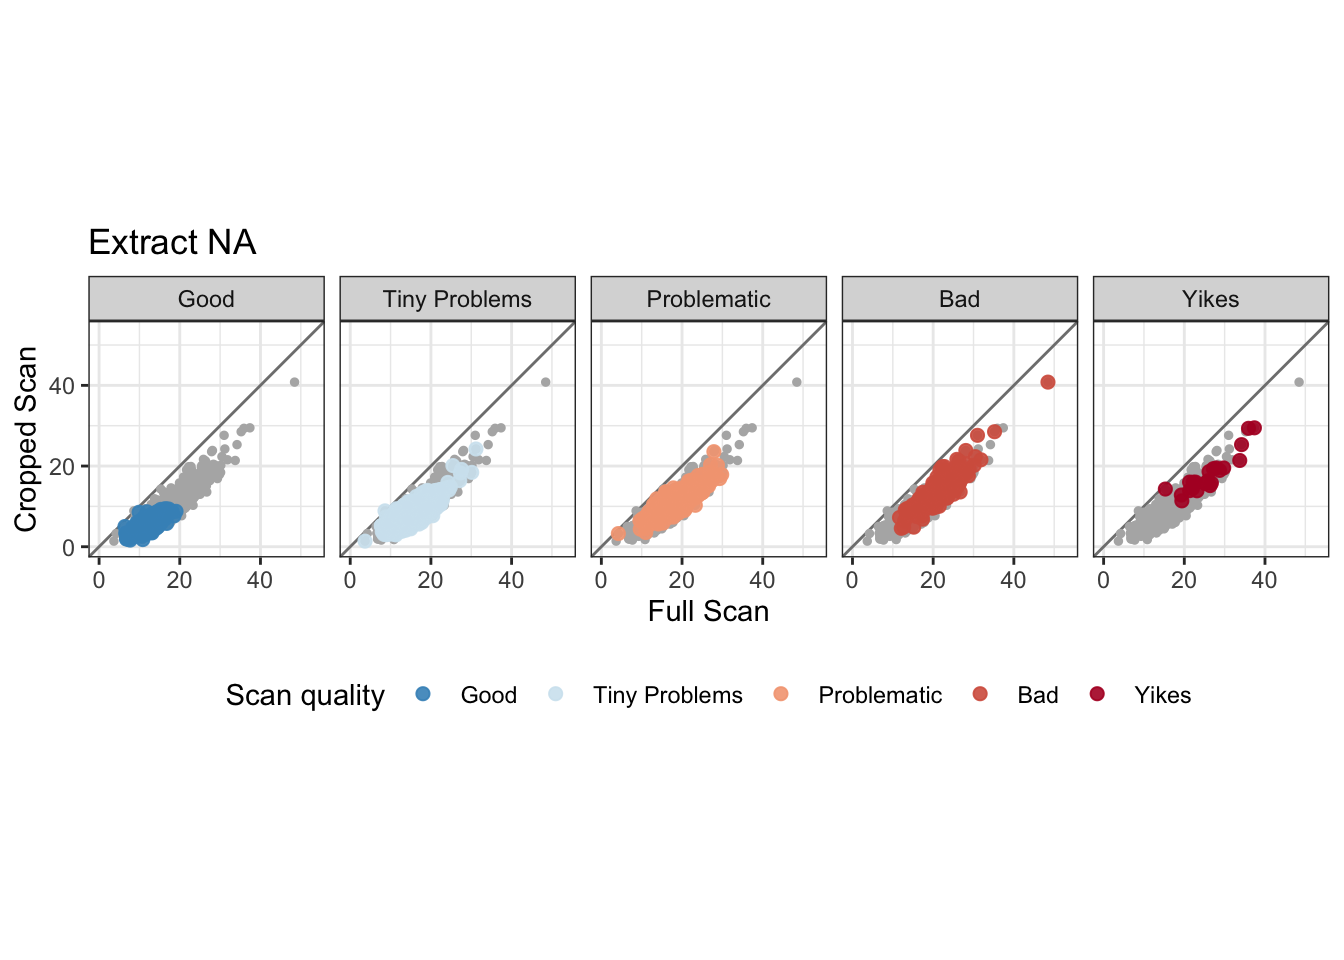 Extract NA
Good Tiny Problems Problematic Bad Yikes
Cropped Scan
40
20
0
0 20 40 0 20 40 0 20 40 0 20 40 0 20 40
Full Scan
Scan quality Good Tiny Problems Problematic Bad Yikes